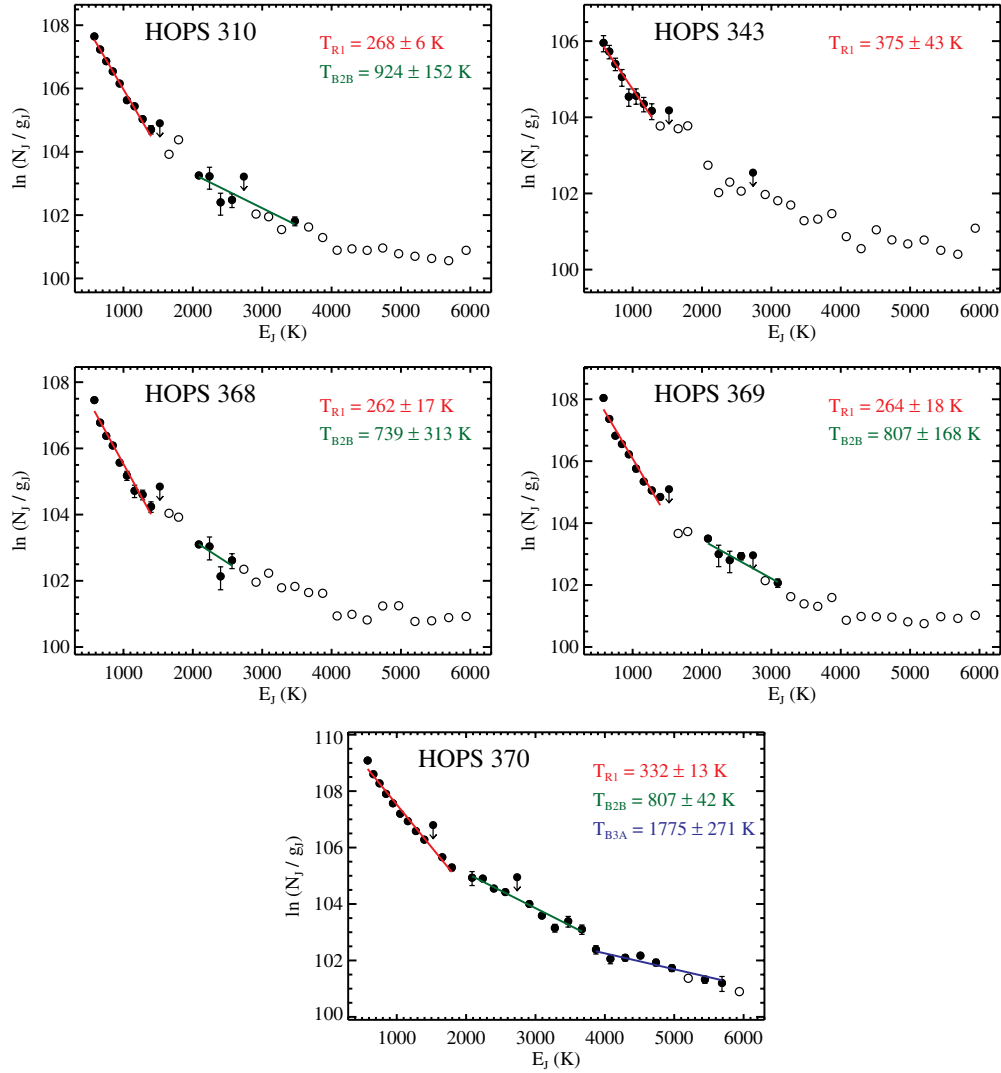 HOPS 310
T_R1 = 268 ± 6 K
T_B2B = 924 ± 152 K
ln (N_J / g_J)
108
106
104
102
100
1000 2000 3000 4000 5000 6000
E_J (K)
HOPS 343
T_R1 = 375 ± 43 K
ln (N_J / g_J)
106
104
102
100
1000 2000 3000 4000 5000 6000
E_J (K)
HOPS 368
T_R1 = 262 ± 17 K
T_B2B = 739 ± 313 K
ln (N_J / g_J)
108
106
104
102
100
1000 2000 3000 4000 5000 6000
E_J (K)
HOPS 369
T_R1 = 264 ± 18 K
T_B2B = 807 ± 168 K
ln (N_J / g_J)
108
106
104
102
100
1000 2000 3000 4000 5000 6000
E_J (K)
HOPS 370
T_R1 = 332 ± 13 K
T_B2B = 807 ± 42 K
T_B3A = 1775 ± 271 K
ln (N_J / g_J)
110
108
106
104
102
100
1000 2000 3000 4000 5000 6000
E_J (K)